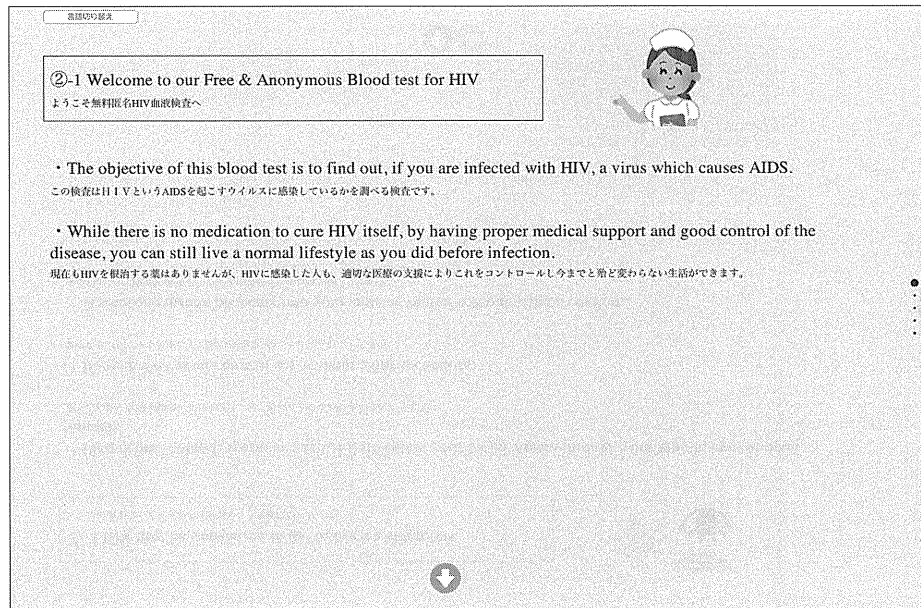 言語切り替え
②-1 Welcome to our Free & Anonymous Blood test for HIV
ようこそ無料匿名HIV血液検査へ
・The objective of this blood test is to find out, if you are infected with HIV, a virus which causes AIDS.
この検査はＨＩＶというAIDSを起こすウイルスに感染しているかを調べる検査です。
・While there is no medication to cure HIV itself, by having proper medical support and good control of the
disease, you can still live a normal lifestyle as you did before infection.
現在もHIVを根治する薬はありませんが、HIVに感染した人も、適切な医療の支援によりこれをコントロールし今までと殆ど変わらない生活ができます。